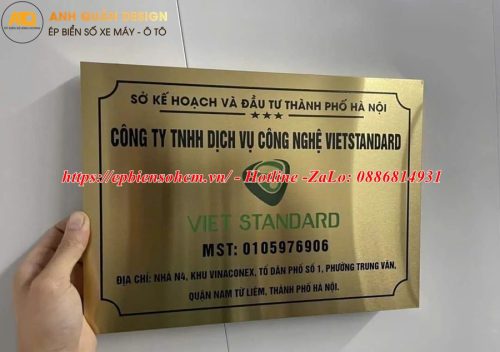 ANH QUÂN DESIGN
ÉP BIỂN SỐ XE MÁY - Ô TÔ
SỞ KẾ HOẠCH VÀ ĐẦU TƯ THÀNH PHỐ HÀ NỘI
CÔNG TY TNHH DỊCH VỤ CÔNG NGHỆ VIETSTANDARD
https://epbiensohcm.vn/ - Hotline -ZaLo: 0886814931
VIET STANDARD
MST: 0105976906
ĐỊA CHỈ: NHÀ N4, KHU VINACONEX, TỔ DÂN PHỐ SỐ 1, PHƯỜNG TRUNG VĂN,
QUẬN NAM TỪ LIÊM, THÀNH PHỐ HÀ NỘI.